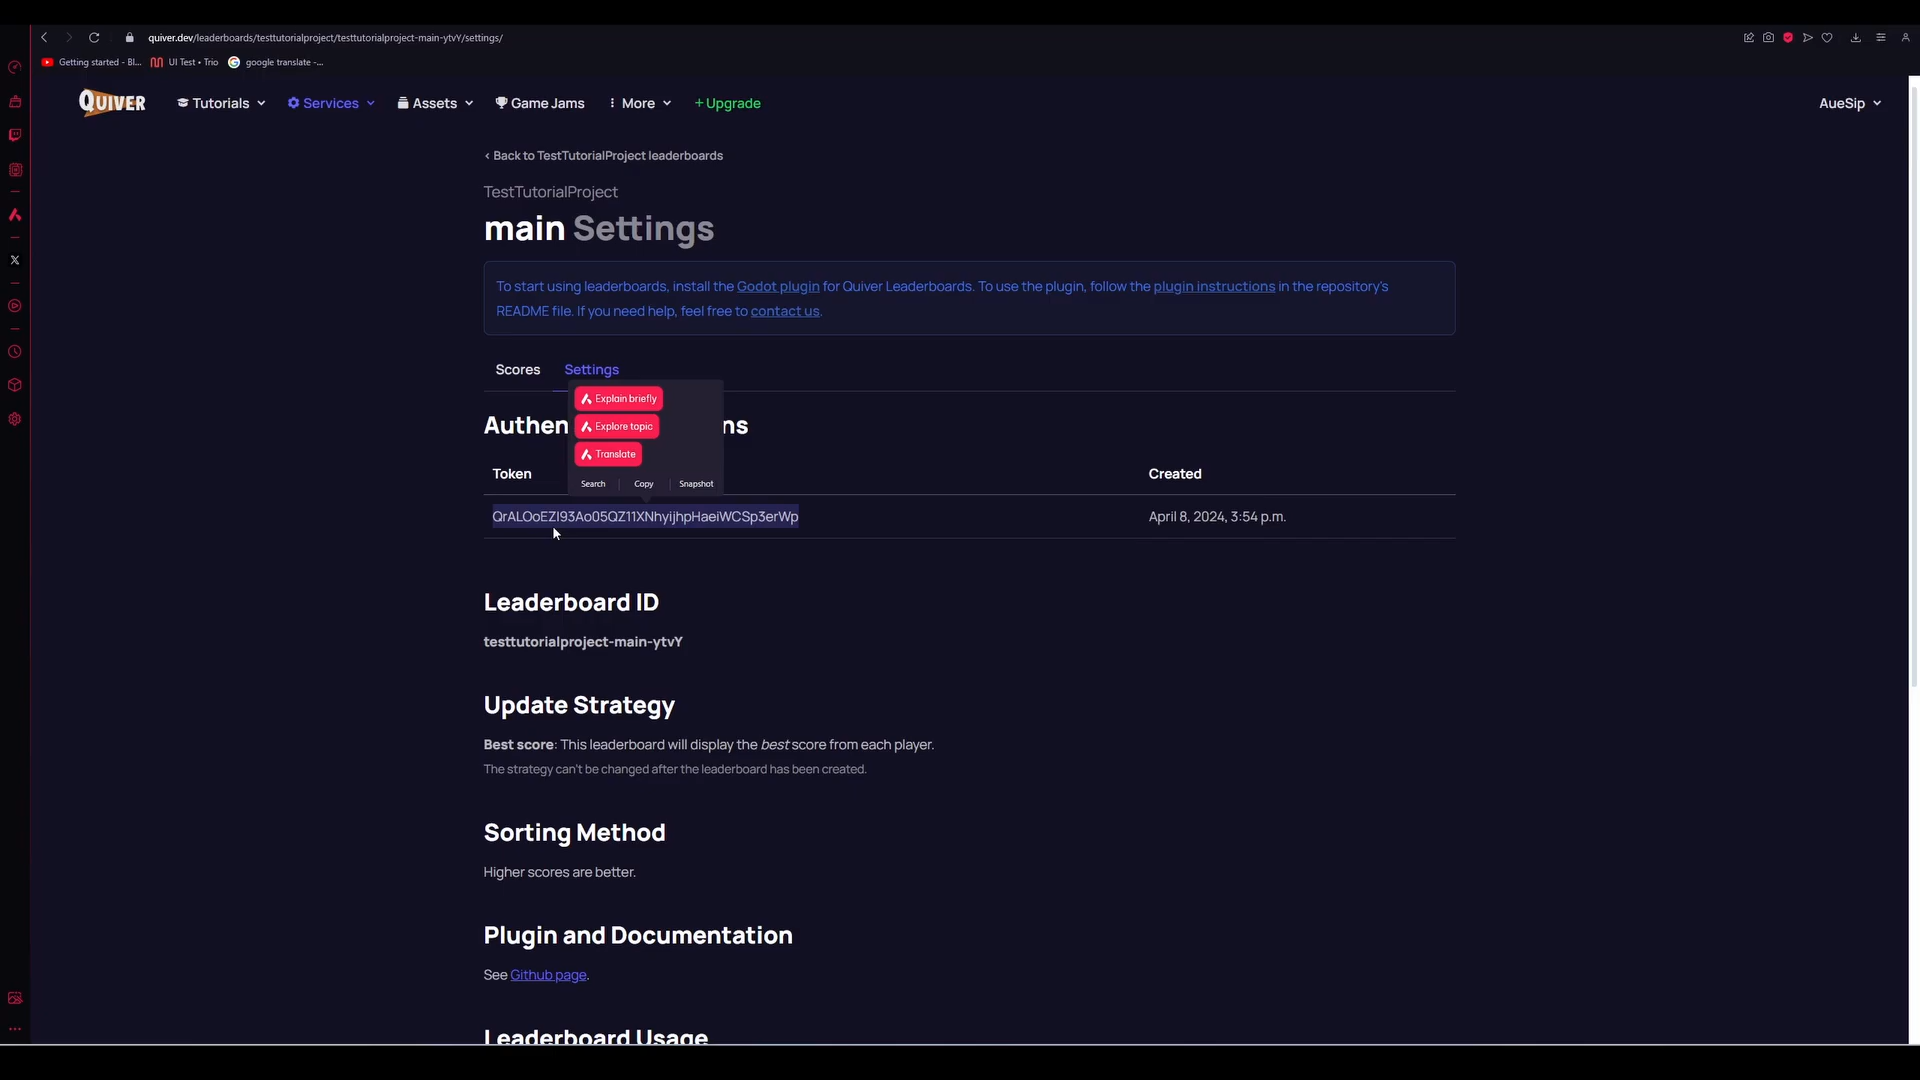 quiver.dev/leaderboards/testtutorialproject/testtutorialproject-main-ytvY/settings/
Getting started - Bl... UI Test • Trio google translate -...
QUIVER Tutorials Services Assets Game Jams More + Upgrade AueSip
‹ Back to TestTutorialProject leaderboards
TestTutorialProject
main Settings
To start using leaderboards, install the Godot plugin for Quiver Leaderboards. To use the plugin, follow the plugin instructions in the repository's
README file. If you need help, feel free to contact us.
Scores Settings
Explain briefly
Authen ns
Explore topic
Translate
Token Created
Search Copy Snapshot
QrALOoEZI93Ao05QZ11XNhyijhpHaeiWCSp3erWp April 8, 2024, 3:54 p.m.
Leaderboard ID
testtutorialproject-main-ytvY
Update Strategy
Best score: This leaderboard will display the best score from each player.
The strategy can't be changed after the leaderboard has been created.
Sorting Method
Higher scores are better.
Plugin and Documentation
See Github page.
Leaderboard Usage